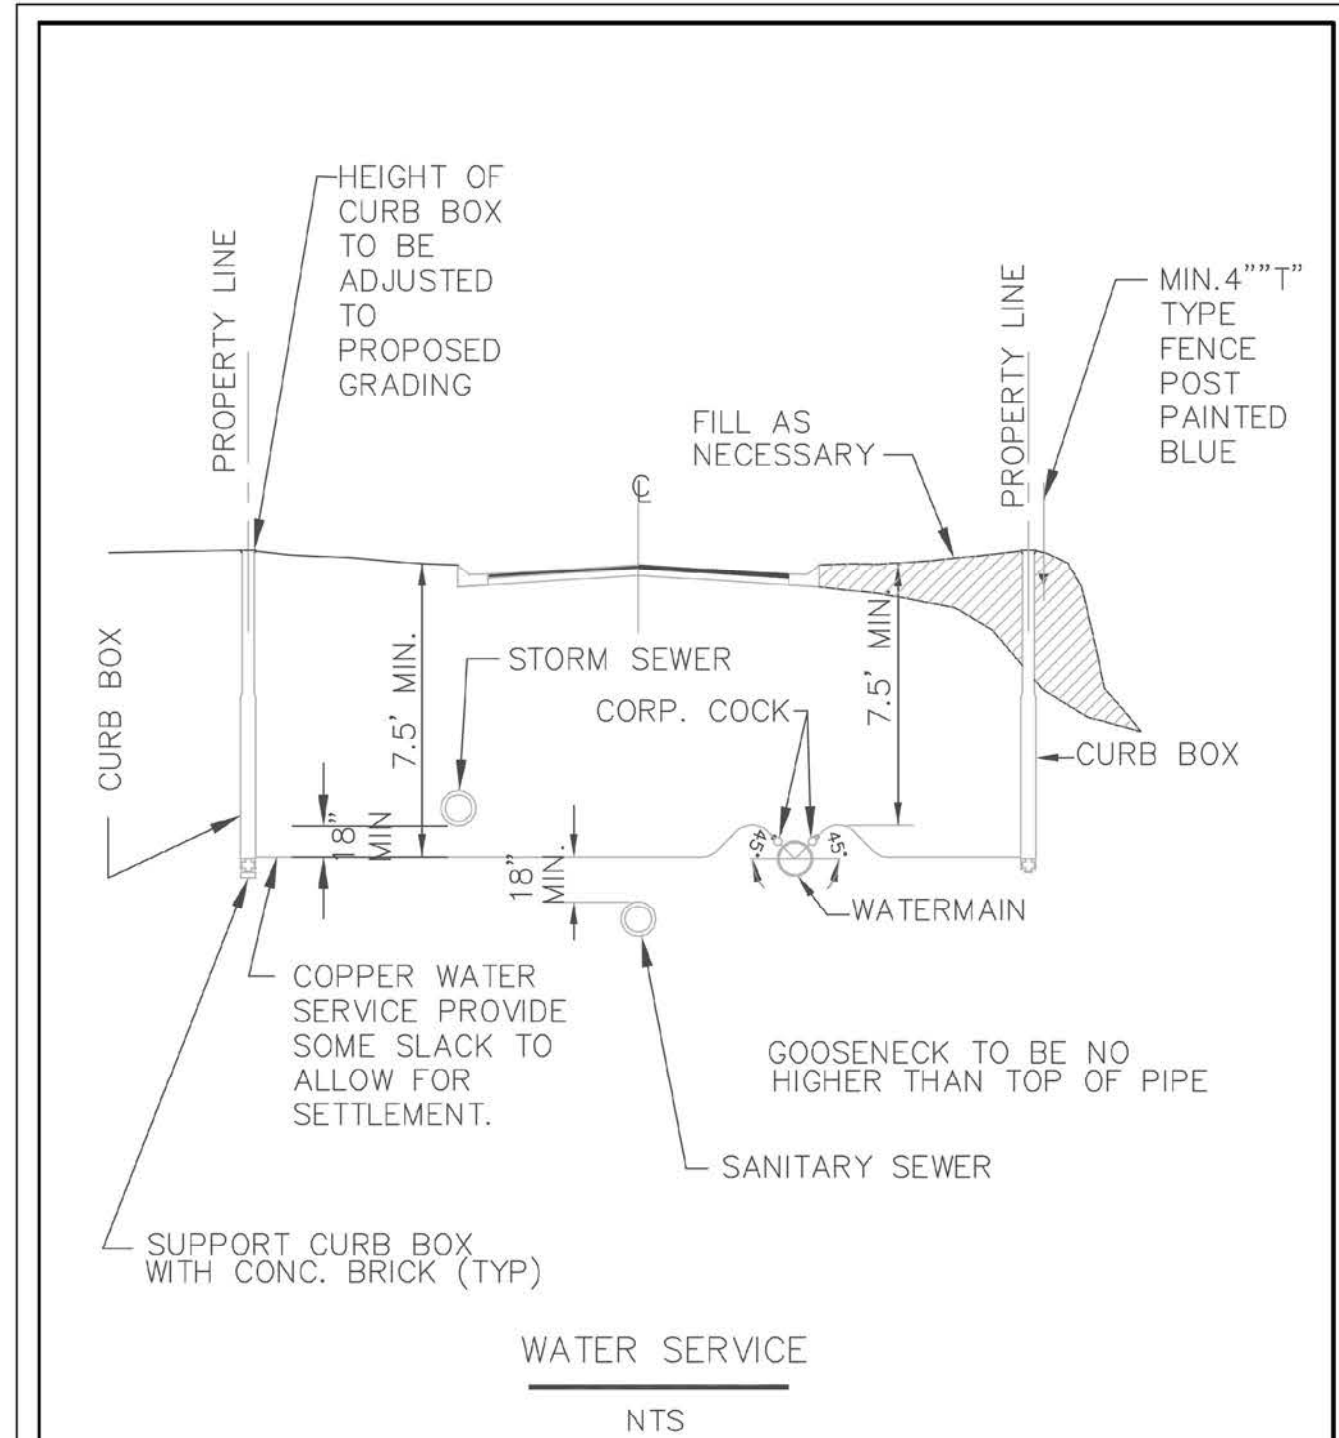 HEIGHT OF
CURB BOX
TO BE
ADJUSTED
TO
PROPOSED
GRADING
PROPERTY LINE
PROPERTY LINE
MIN.4""T"
TYPE
FENCE
POST
PAINTED
BLUE
FILL AS
NECESSARY
CL
STORM SEWER
CORP. COCK
7.5' MIN.
7.5' MIN.
CURB BOX
CURB BOX
18"
MIN
18"
MIN.
45°
45°
WATERMAIN
COPPER WATER
SERVICE PROVIDE
SOME SLACK TO
ALLOW FOR
SETTLEMENT.
GOOSENECK TO BE NO
HIGHER THAN TOP OF PIPE
SANITARY SEWER
SUPPORT CURB BOX
WITH CONC. BRICK (TYP)
WATER SERVICE
NTS